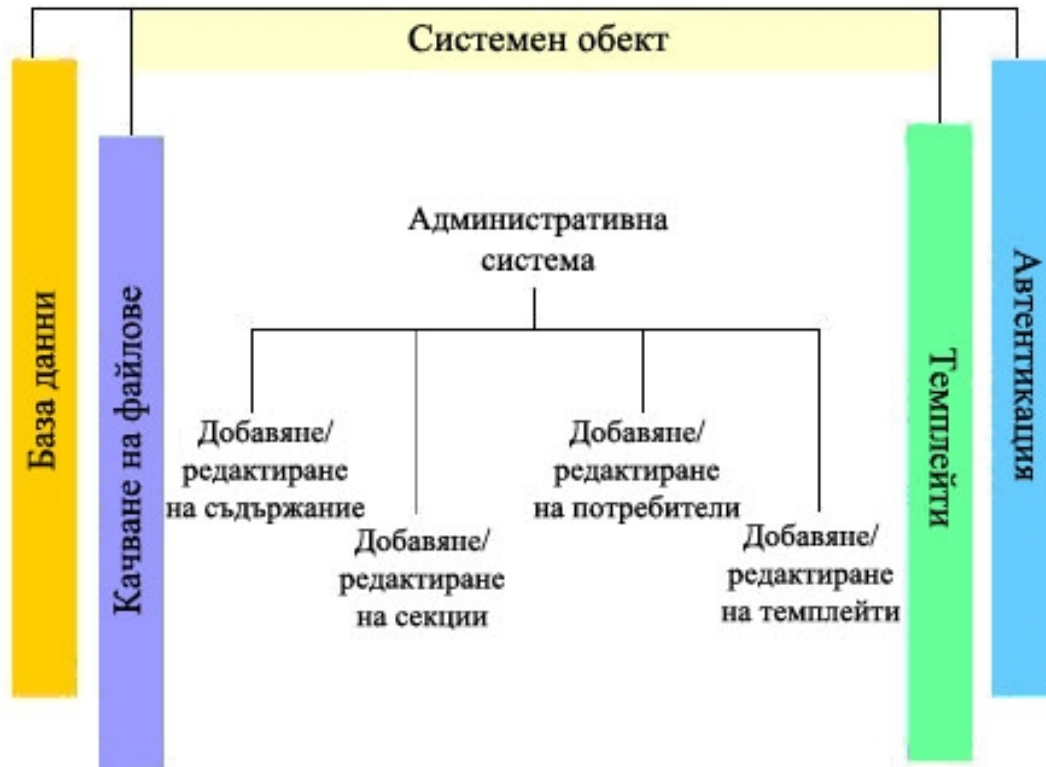 Системен обект
База данни
Качване на файлове
Административна
система
Добавяне/
редактиране
на съдържание
Добавяне/
редактиране
на секции
Добавяне/
редактиране
на потребители
Добавяне/
редактиране
на темплейти
Темплейти
Автентикация